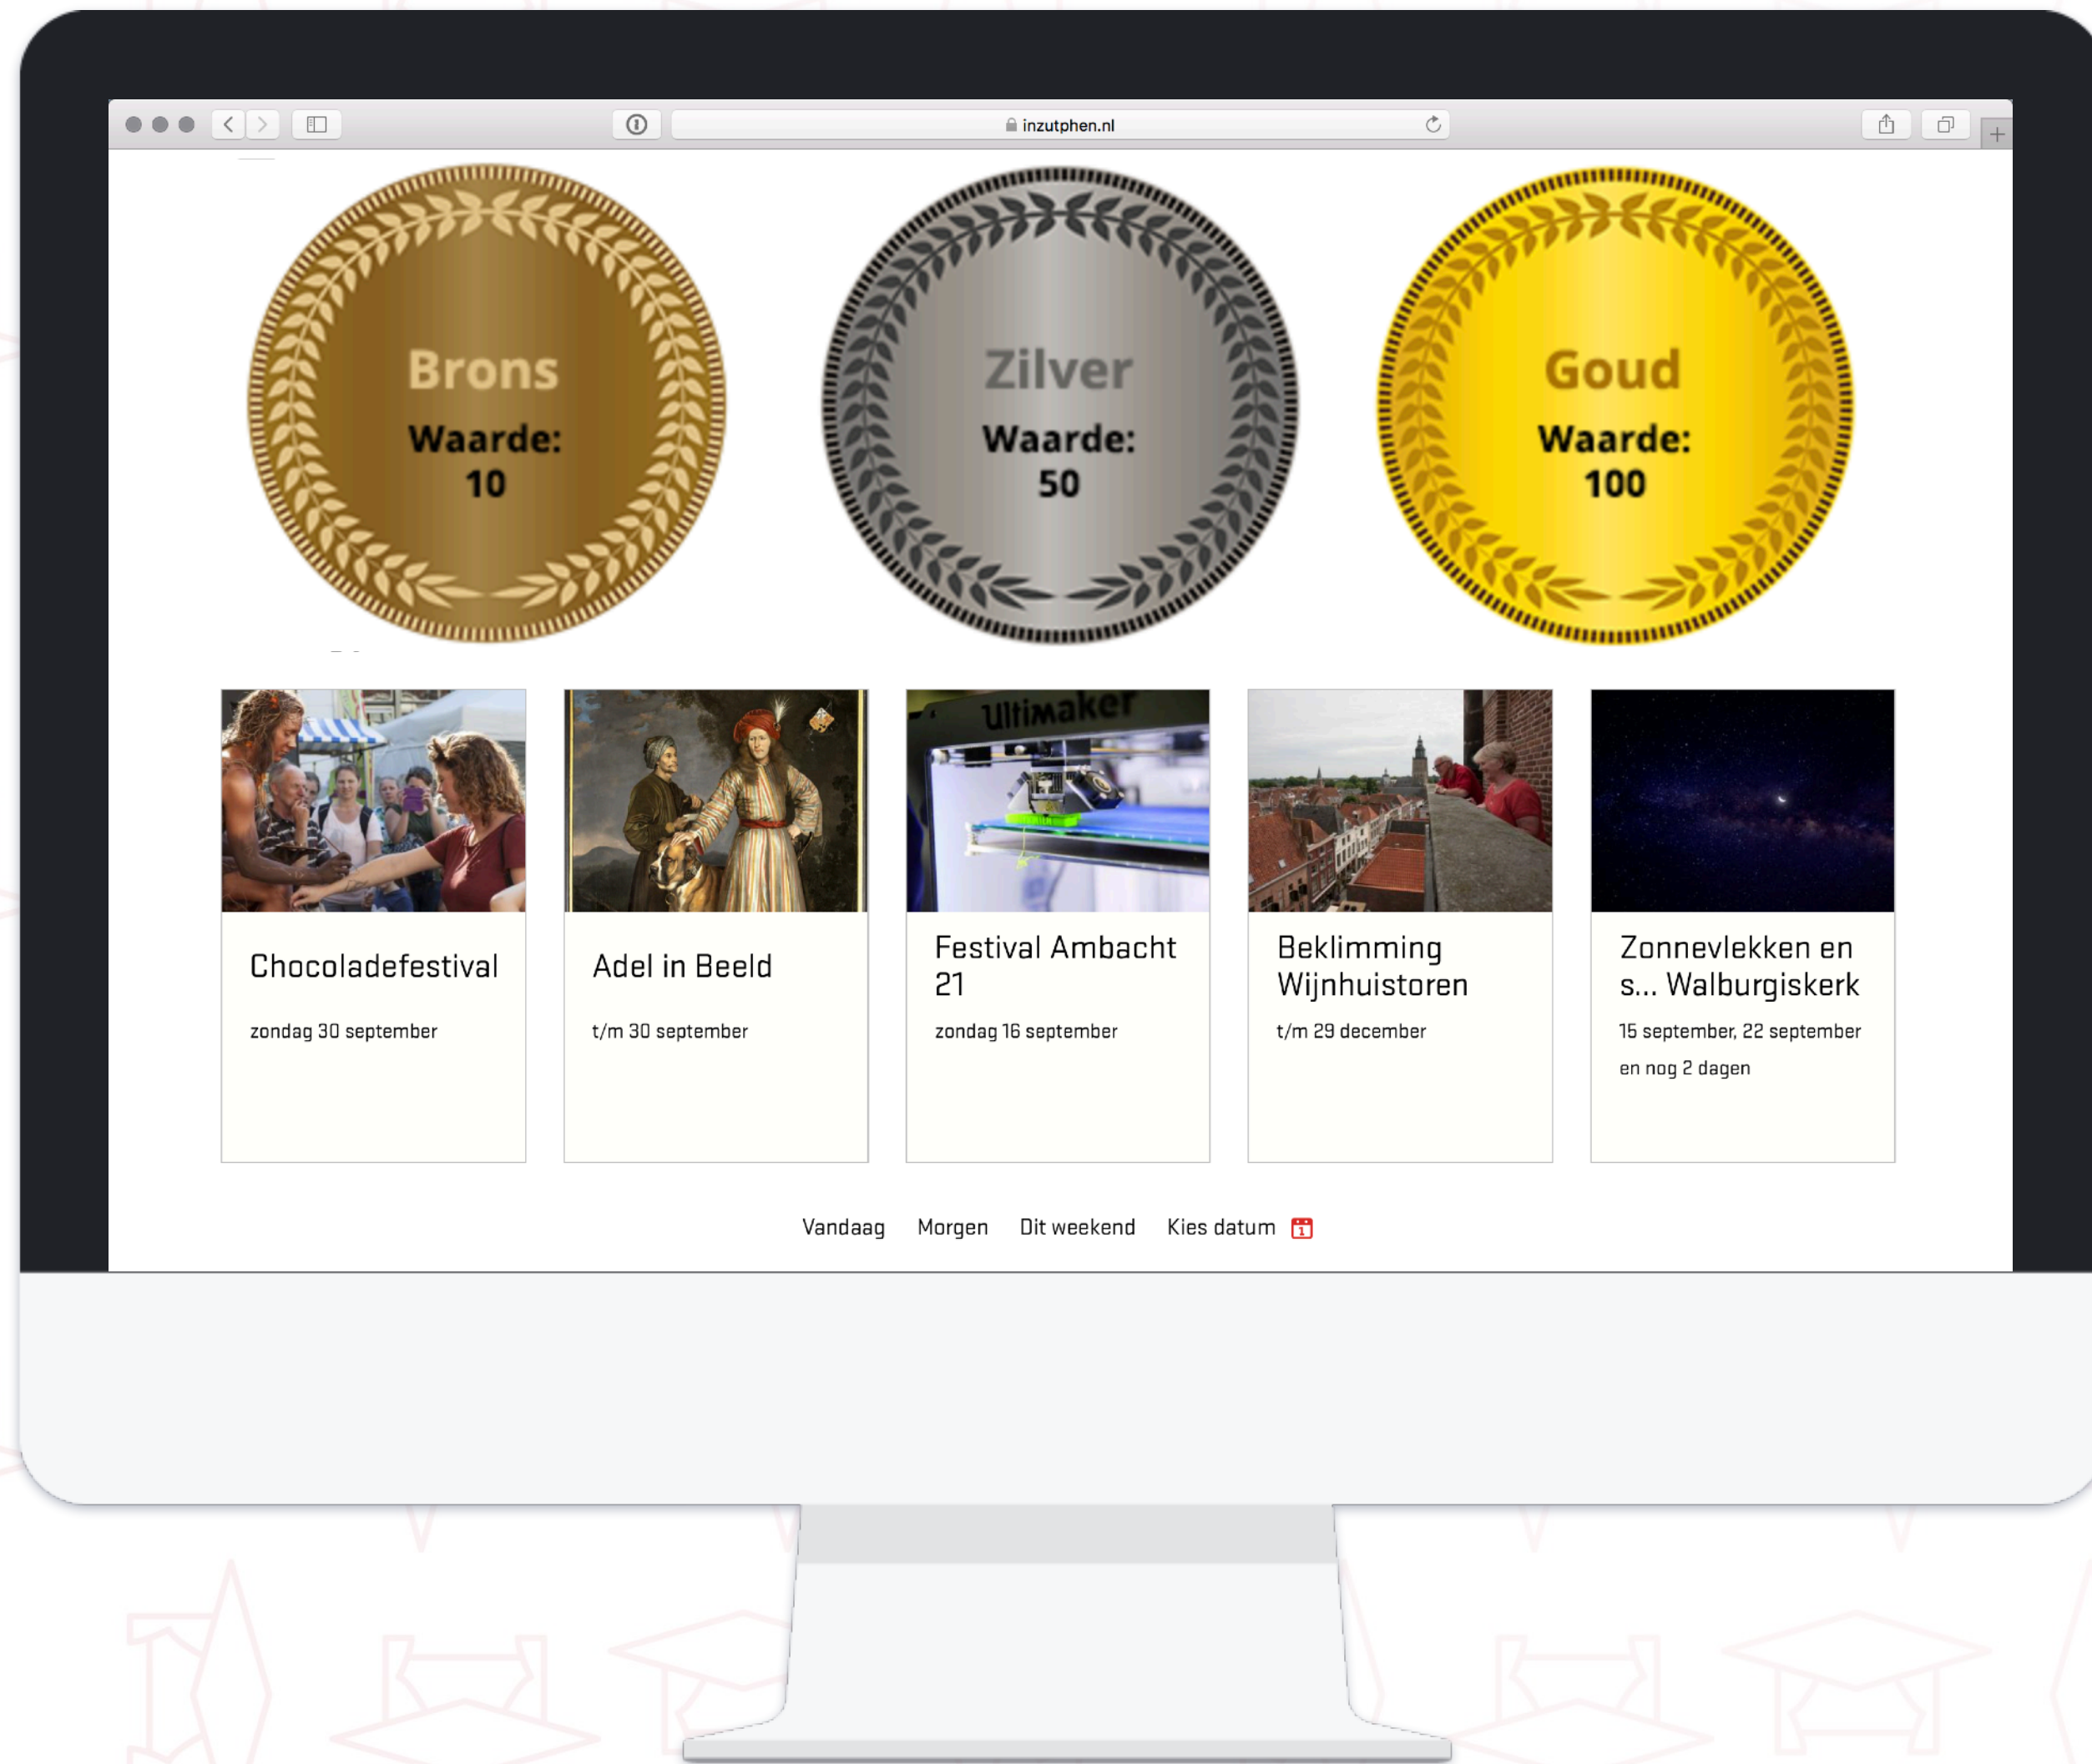 inzutphen.nl
Brons
Waarde:
10
Zilver
Waarde:
50
Goud
Waarde:
100
Ultimaker
Chocoladefestival
zondag 30 september
Adel in Beeld
t/m 30 september
Festival Ambacht
21
zondag 16 september
Beklimming
Wijnhuistoren
t/m 29 december
Zonnevlekken en
s... Walburgiskerk
15 september, 22 september
en nog 2 dagen
Vandaag Morgen Dit weekend Kies datum 1